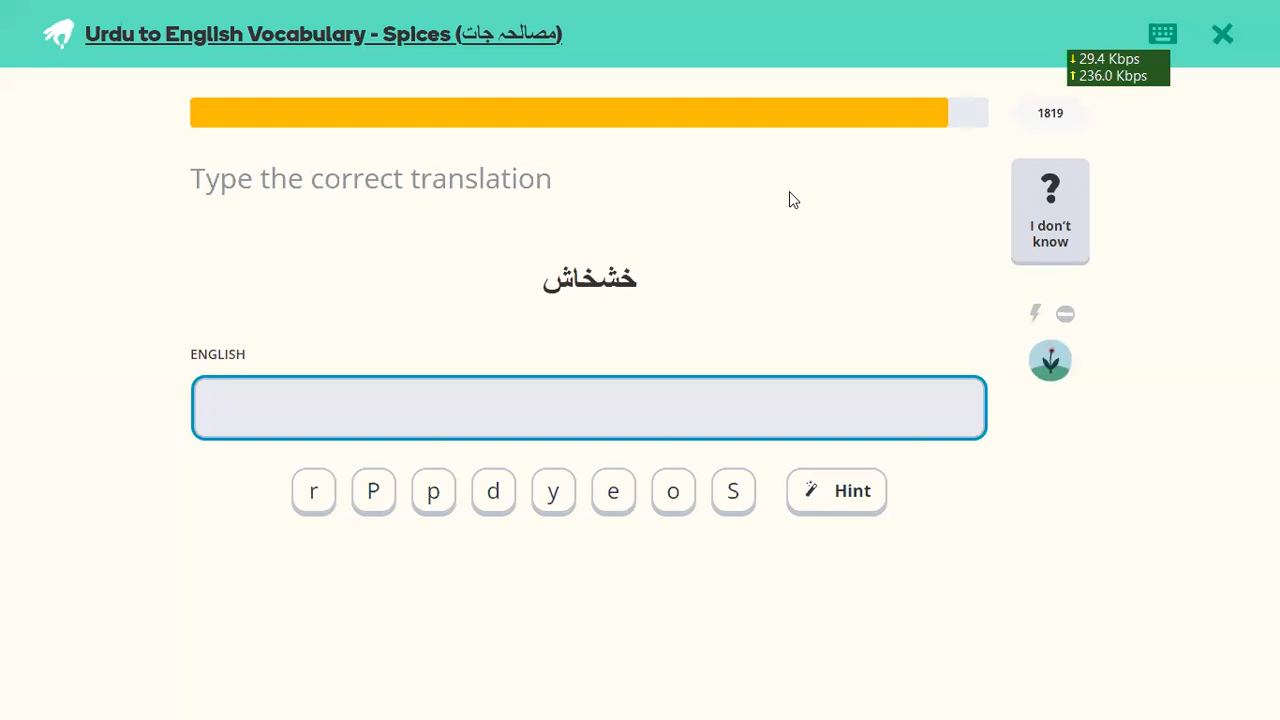 Urdu to English Vocabulary - Spices (مصالحہ جات)
↓ 29.4 Kbps
↑ 236.0 Kbps
1819
Type the correct translation
?
I don't
know
خشخاش
ENGLISH
r P p d y e o S Hint